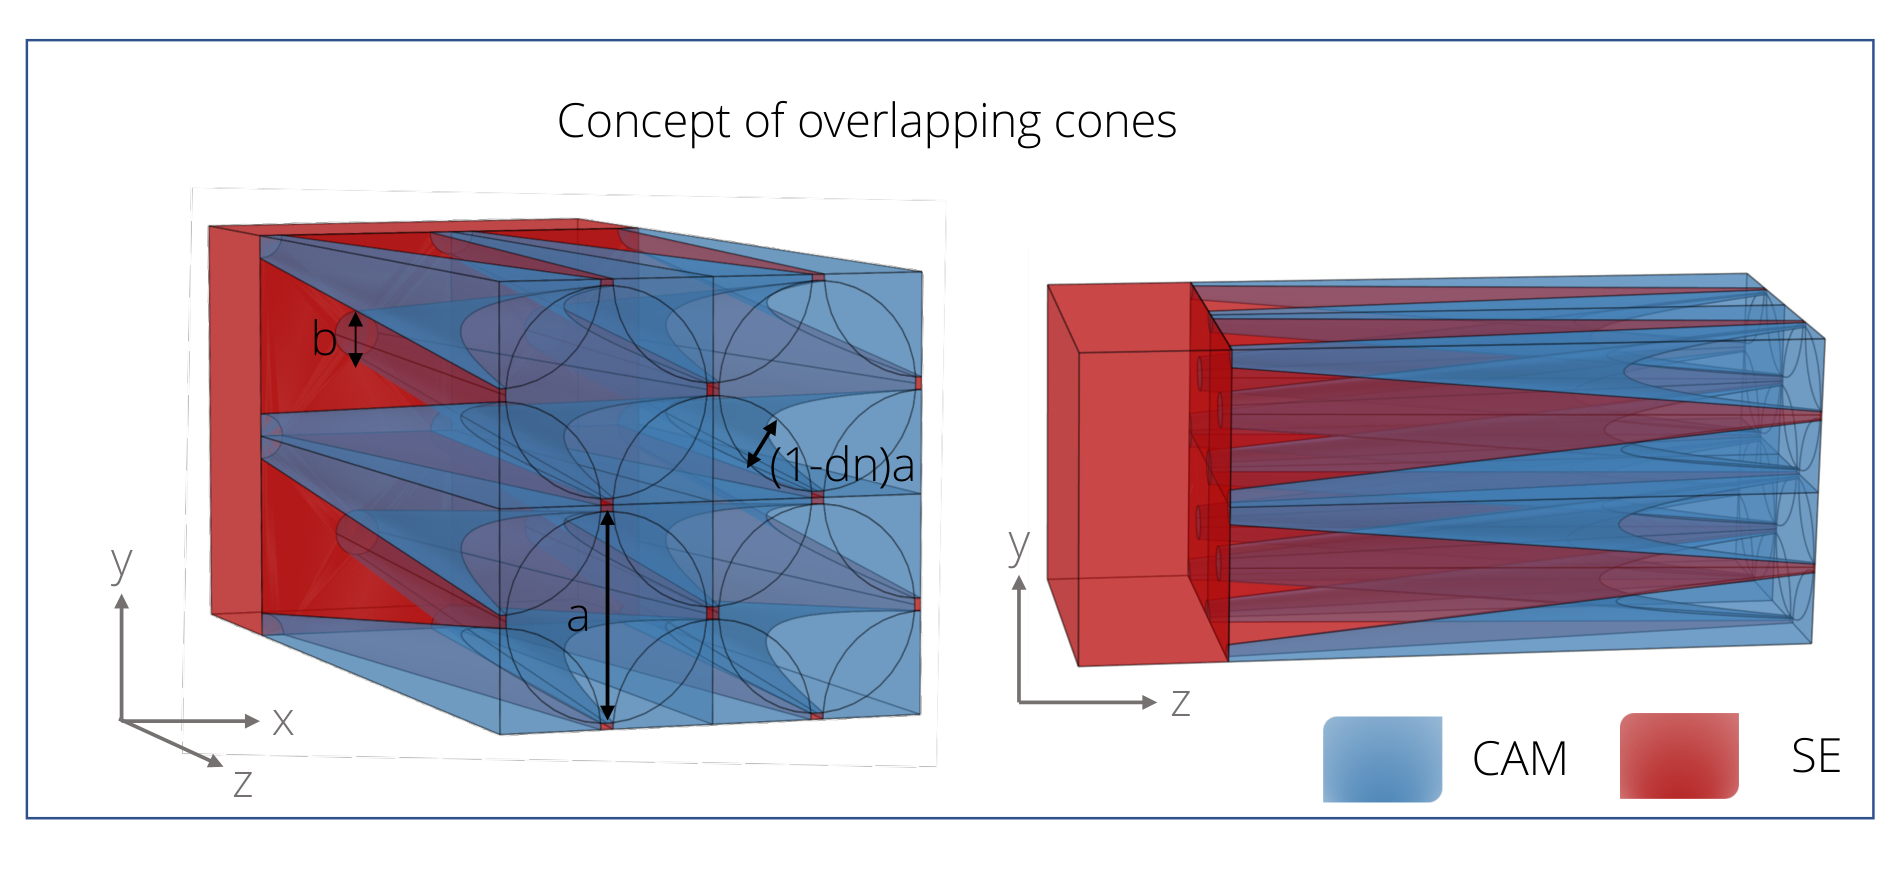 Concept of overlapping cones
b
(1-dn)a
a
y
x
z
y
z
CAM
SE